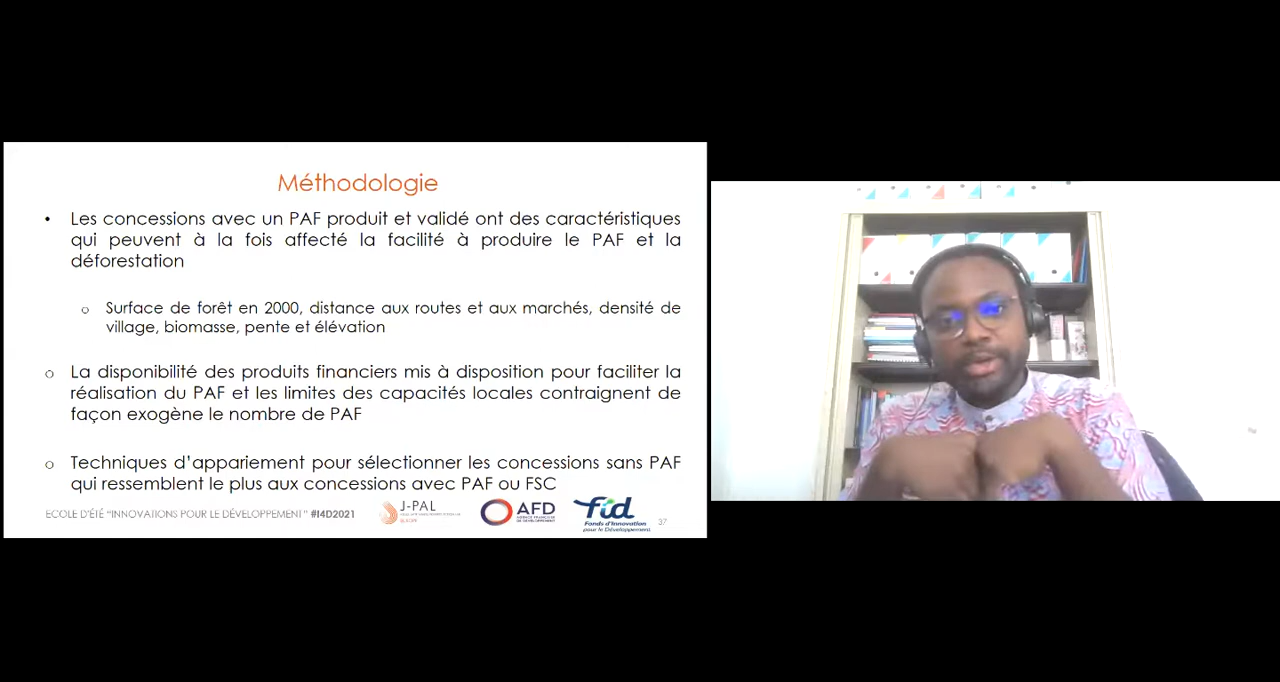 Méthodologie
• Les concessions avec un PAF produit et validé ont des caractéristiques
qui peuvent à la fois affecté la facilité à produire le PAF et la
déforestation
o Surface de forêt en 2000, distance aux routes et aux marchés, densité de
village, biomasse, pente et élévation
o La disponibilité des produits financiers mis à disposition pour faciliter la
réalisation du PAF et les limites des capacités locales contraignent de
façon exogène le nombre de PAF
o Techniques d’appariement pour sélectionner les concessions sans PAF
qui ressemblent le plus aux concessions avec PAF ou FSC
ECOLE D'ÉTÉ "INNOVATIONS POUR LE DÉVELOPPEMENT" #I4D2021
J-PAL
AFD
AGENCE FRANÇAISE
DE DÉVELOPPEMENT
fid
Fonds d'Innovation
pour le Développement
37